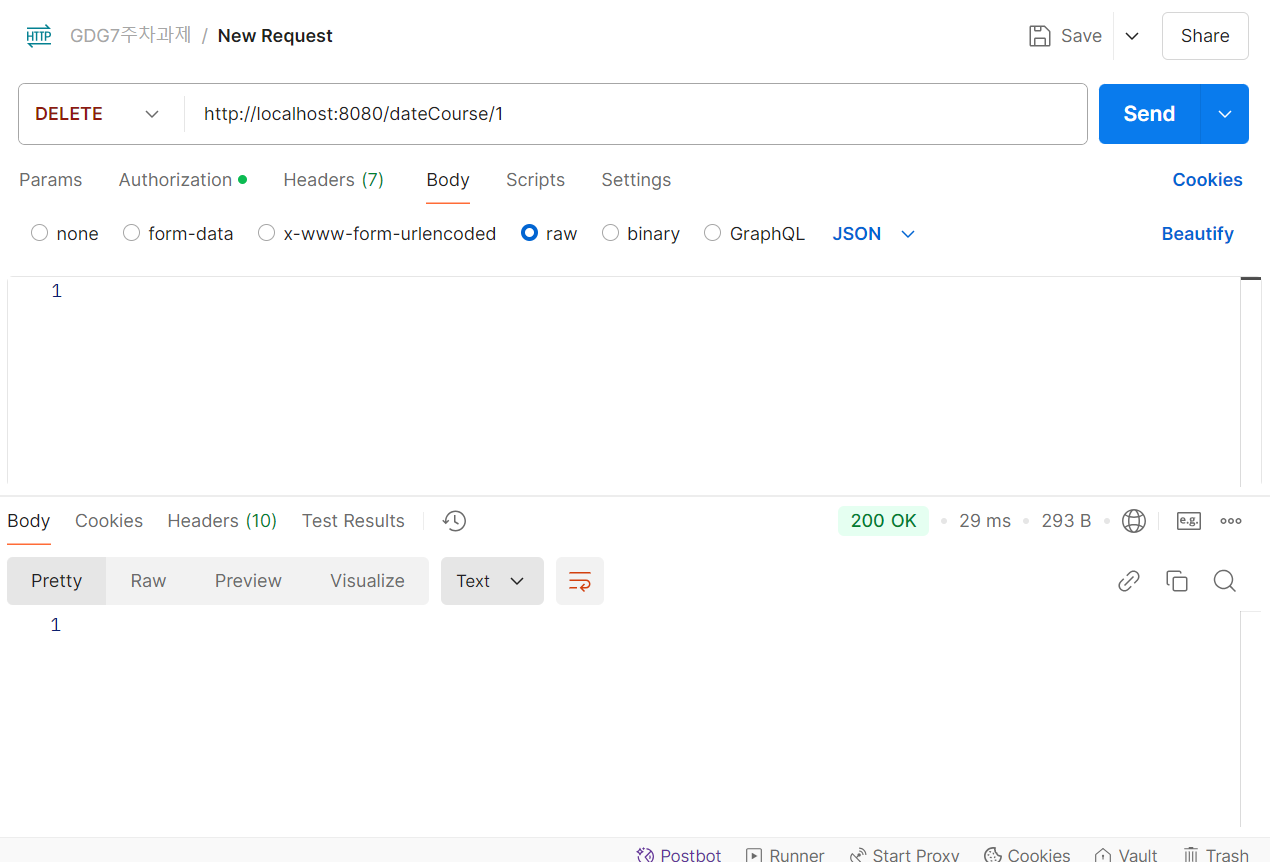 HTTP GDG7주차과제 / New Request Save Share
DELETE http://localhost:8080/dateCourse/1 Send
Params Authorization Headers (7) Body Scripts Settings Cookies
none form-data x-www-form-urlencoded raw binary GraphQL JSON Beautify
1
Body Cookies Headers (10) Test Results 200 OK 29 ms 293 B e.g.
Pretty Raw Preview Visualize Text
1
Postbot Runner Start Proxy Cookies Vault Trash